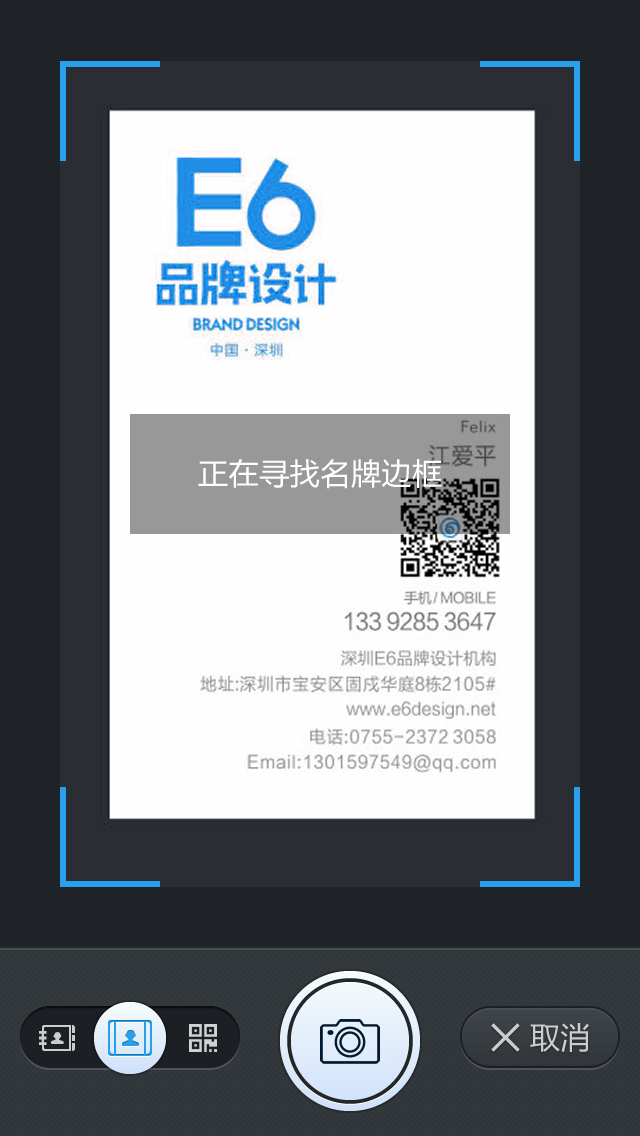 E6
品牌设计
BRAND DESIGN
中国·深圳
Felix
江爱平
正在寻找名牌边框
手机/MOBILE
133 9285 3647
深圳E6品牌设计机构
地址:深圳市宝安区固戍华庭8栋2105#
www.e6design.net
电话:0755-2372 3058
Email:1301597549@qq.com
取消